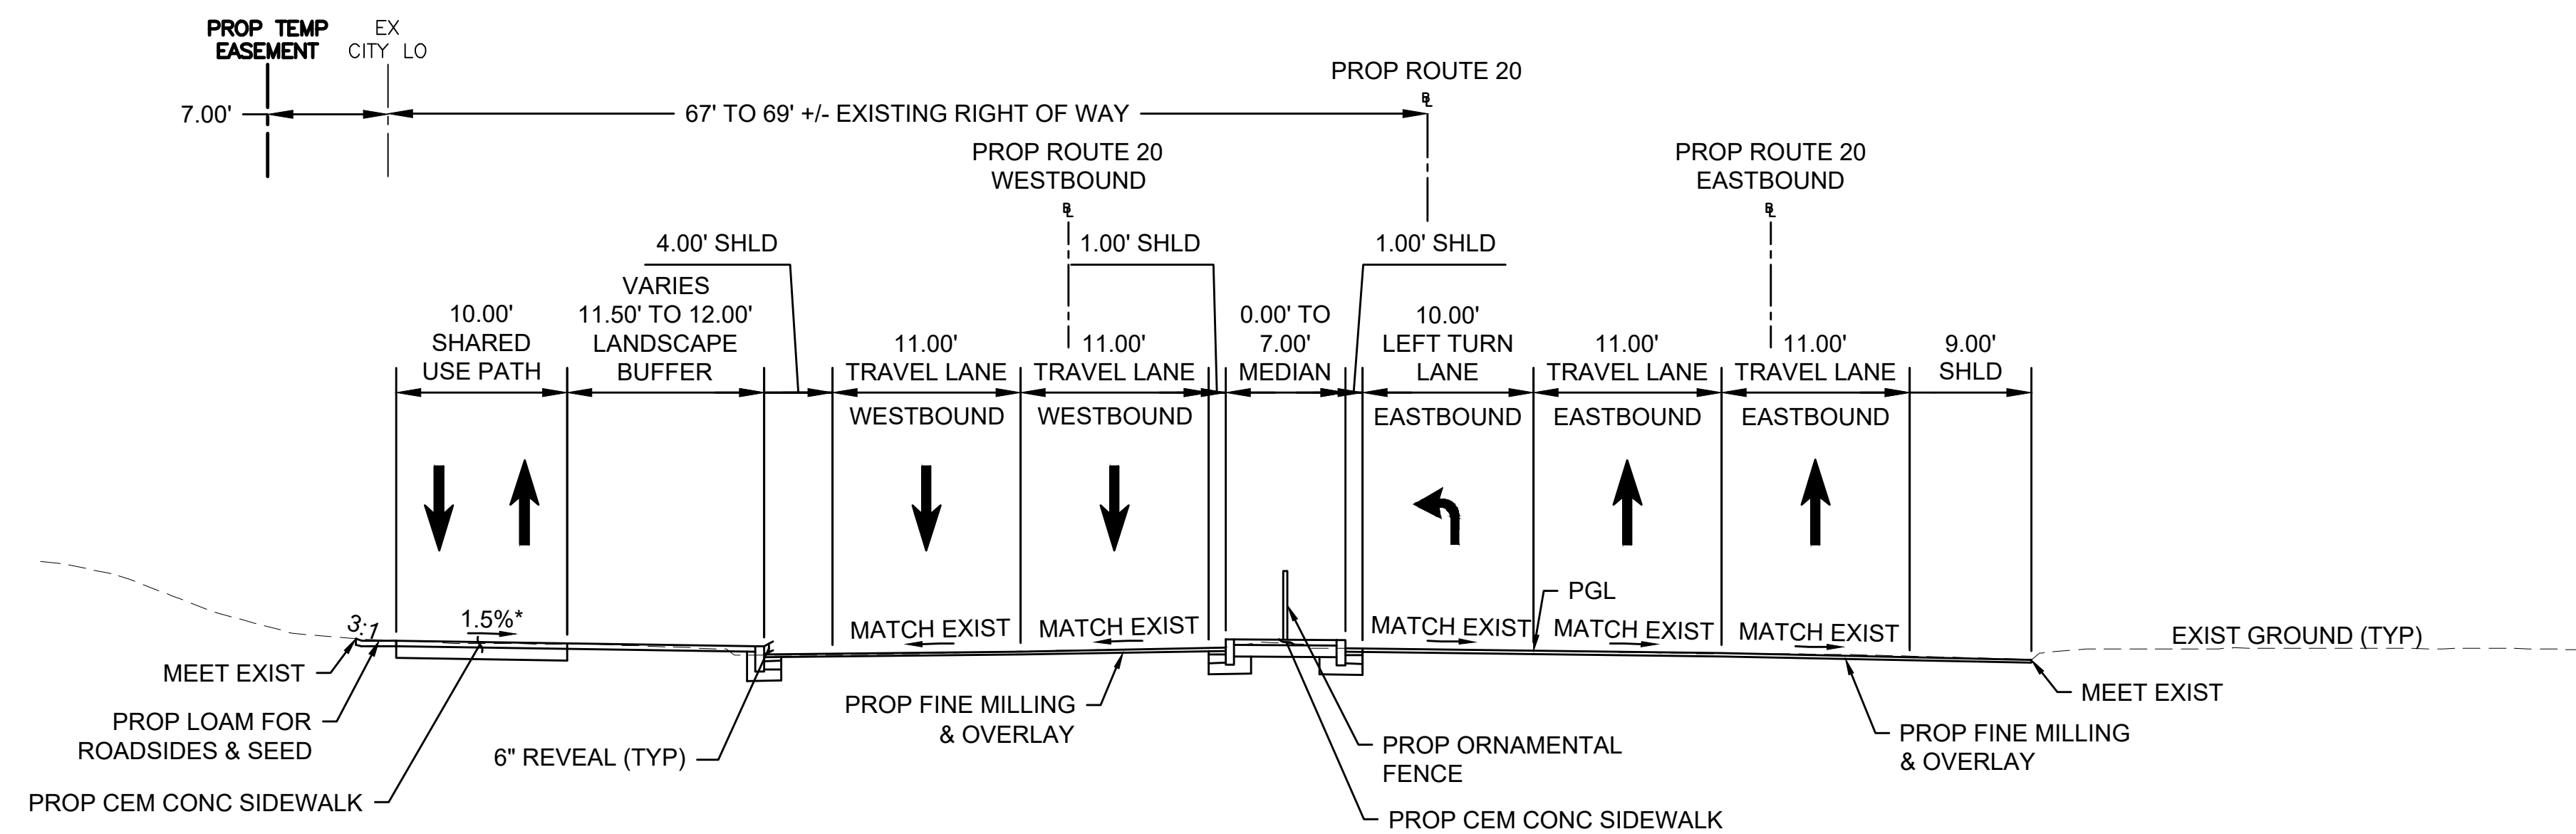 PROP TEMP
EASEMENT
EX
CITY LO
PROP ROUTE 20
BL
7.00'
67' TO 69' +/- EXISTING RIGHT OF WAY
PROP ROUTE 20
WESTBOUND
BL
PROP ROUTE 20
EASTBOUND
BL
4.00' SHLD
1.00' SHLD
1.00' SHLD
10.00'
SHARED
USE PATH
VARIES
11.50' TO 12.00'
LANDSCAPE
BUFFER
11.00'
TRAVEL LANE
WESTBOUND
11.00'
TRAVEL LANE
WESTBOUND
0.00' TO
7.00'
MEDIAN
10.00'
LEFT TURN
LANE
EASTBOUND
11.00'
TRAVEL LANE
EASTBOUND
11.00'
TRAVEL LANE
EASTBOUND
9.00'
SHLD
3:1
1.5%*
MATCH EXIST
MATCH EXIST
MATCH EXIST
PGL
MATCH EXIST
MATCH EXIST
EXIST GROUND (TYP)
MEET EXIST
PROP LOAM FOR
ROADSIDES & SEED
PROP CEM CONC SIDEWALK
6" REVEAL (TYP)
PROP FINE MILLING
& OVERLAY
PROP ORNAMENTAL
FENCE
PROP CEM CONC SIDEWALK
PROP FINE MILLING
& OVERLAY
MEET EXIST